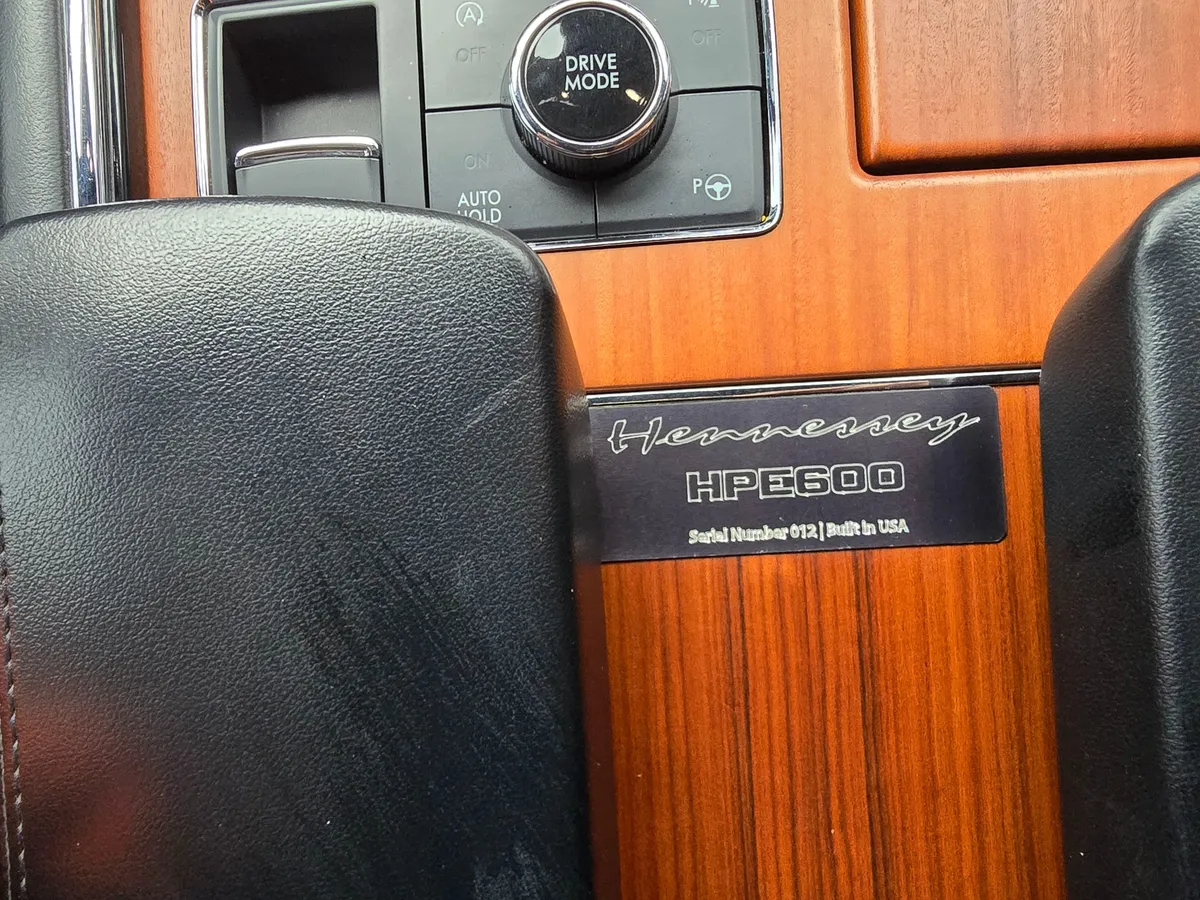 OFF
OFF
DRIVE
MODE
ON
AUTO
HOLD
P
Hennessey
HPE600
Serial Number 012 | Built in USA